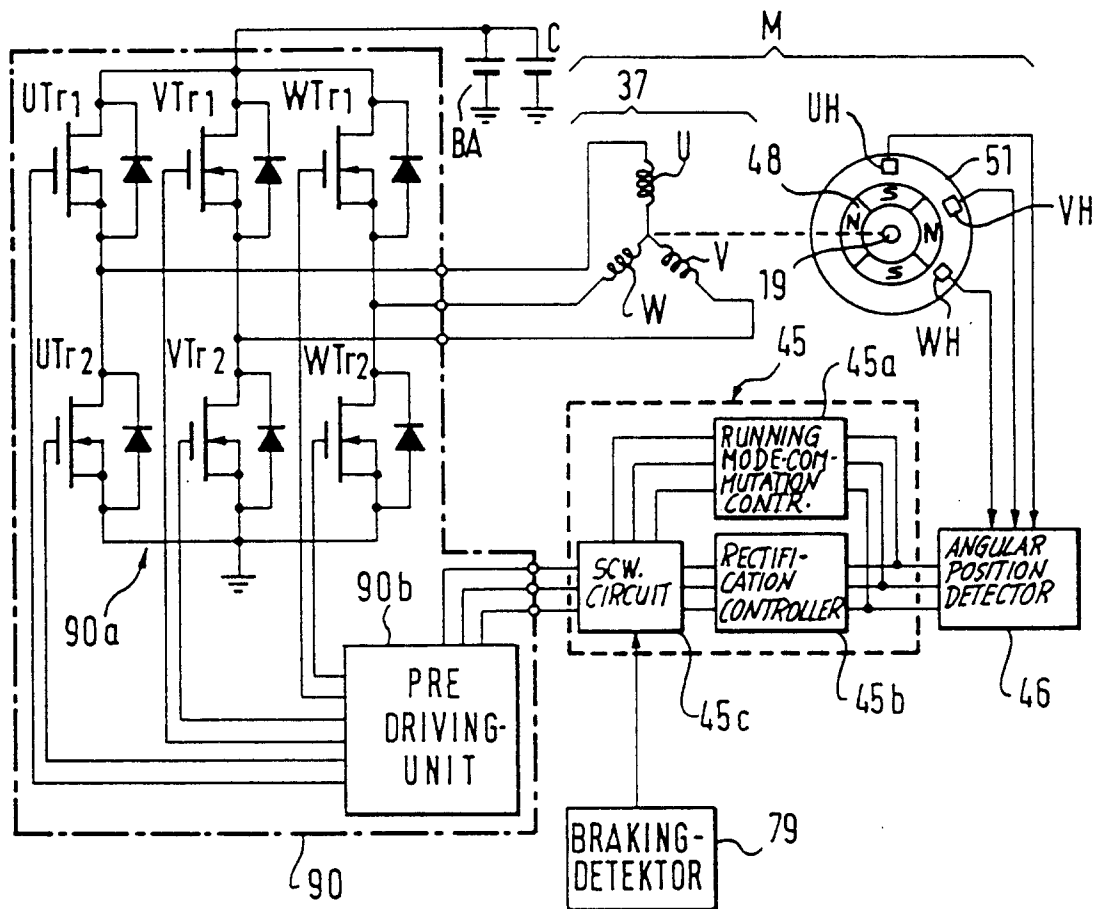 M
C
UTr1
VTr1
WTr1
BA
37
UH
51
U
48
S
N
N
VH
S
V
19
W
WH
UTr2
VTr2
WTr2
45
45a
RUNNING
MODE-COM-
MUTATION
CONTR.
SCW.
CIRCUIT
RECTIFI-
CATION
CONTROLLER
ANGULAR
POSITION
DETECTOR
90a
90b
PRE
DRIVING-
UNIT
45c
45b
46
BRAKING-
DETEKTOR
79
90